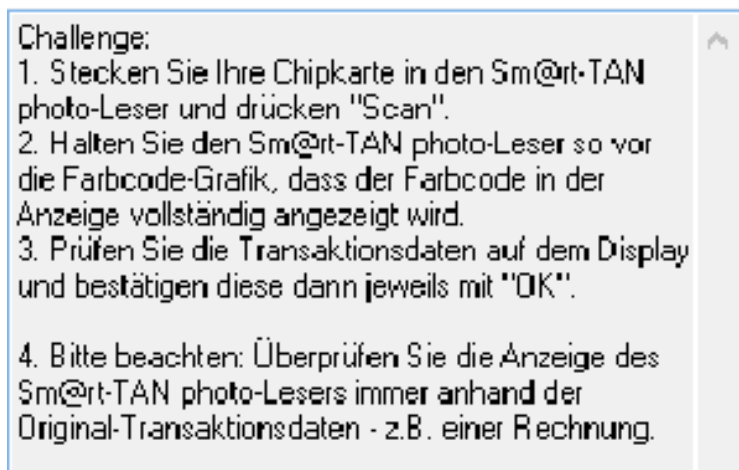 Challenge:
1. Stecken Sie Ihre Chipkarte in den Sm@rt-TAN
photo-Leser und drücken "Scan".
2. Halten Sie den Sm@rt-TAN photo-Leser so vor
die Farbcode-Grafik, dass der Farbcode in der
Anzeige vollständig angezeigt wird.
3. Prüfen Sie die Transaktionsdaten auf dem Display
und bestätigen diese dann jeweils mit "OK".
4. Bitte beachten: Überprüfen Sie die Anzeige des
Sm@rt-TAN photo-Lesers immer anhand der
Original-Transaktionsdaten - z.B. einer Rechnung.